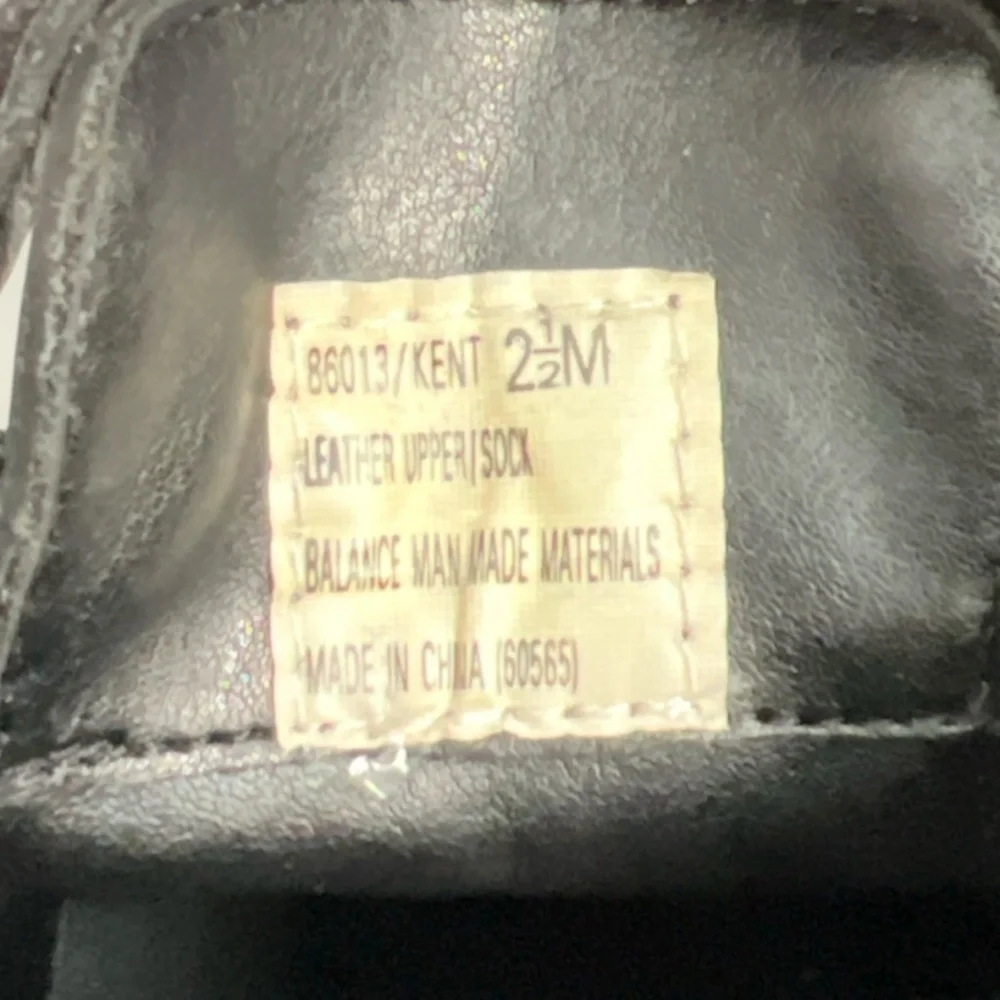 86013/KENT 2½M
LEATHER UPPER/SOCK
BALANCE MAN MADE MATERIALS
MADE IN CHINA (60565)